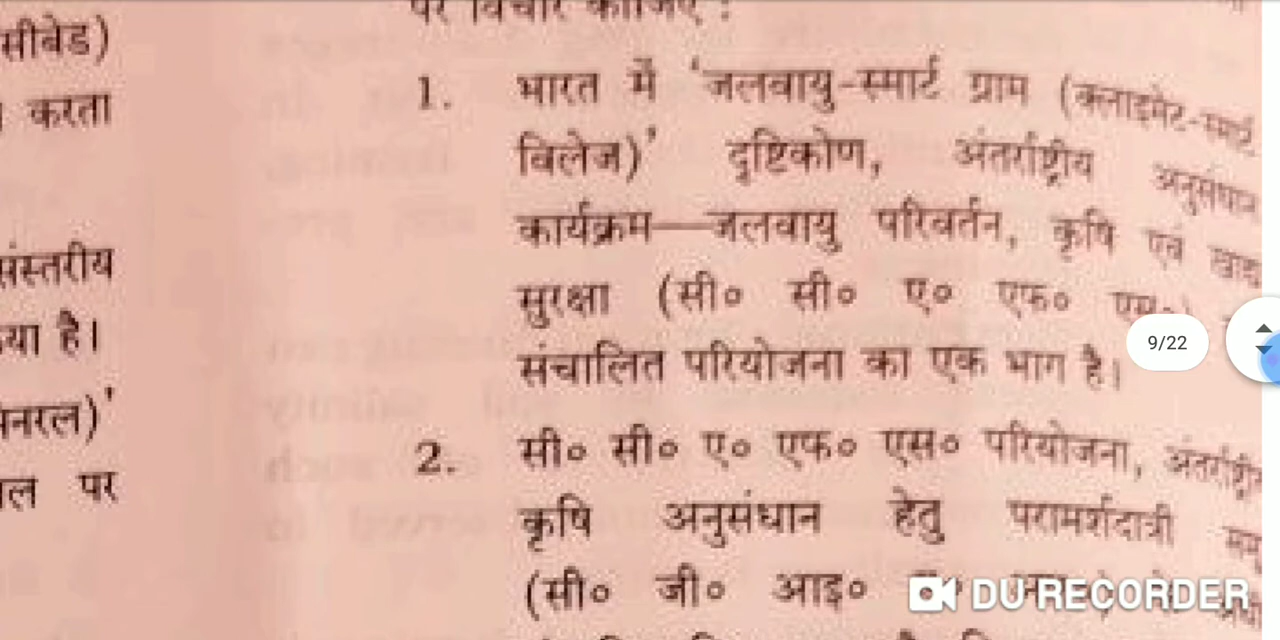 सीबेड)
करता
संस्तरीय
या है।
नरल)'
ल पर
पर विचार कीजिए :
1. भारत में 'जलवायु-स्मार्ट ग्राम (क्लाइमेट-स्मार्ट
विलेज)' दृष्टिकोण, अंतर्राष्ट्रीय अनुसंधान
कार्यक्रम—जलवायु परिवर्तन, कृषि एवं खाद्य
सुरक्षा (सी० सी० ए० एफ० एस०)
संचालित परियोजना का एक भाग है।
2. सी० सी० ए० एफ० एस० परियोजना, अंतर्राष्ट्रीय
कृषि अनुसंधान हेतु परामर्शदात्री
(सी० जी० आइ०
9/22
DU RECORDER